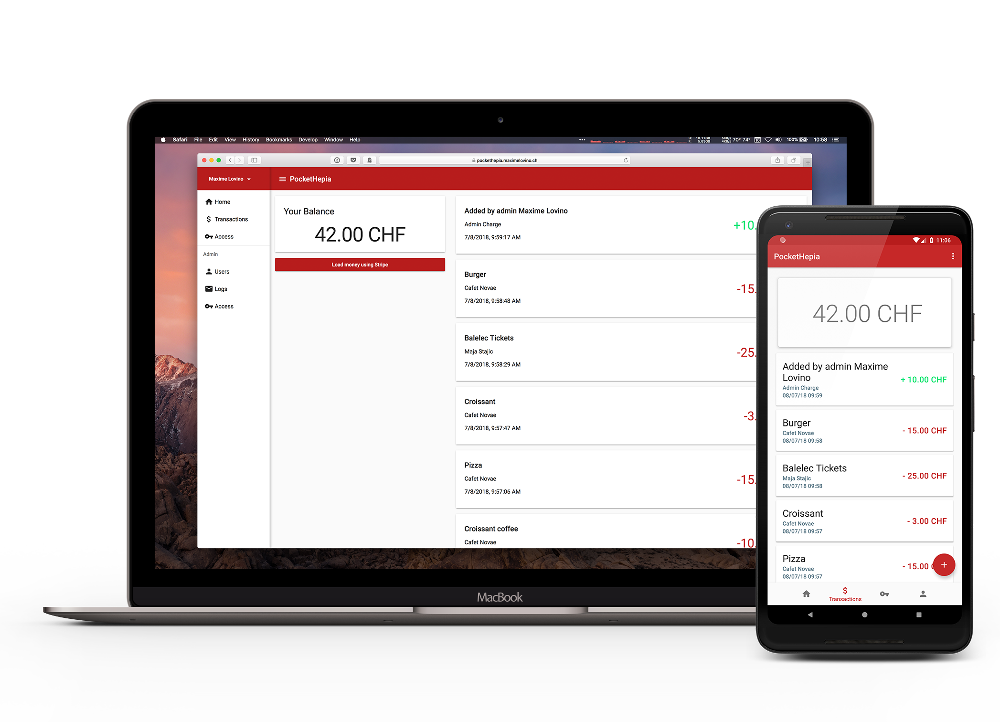 Safari File Edit View History Bookmarks Develop Window Help
U: 10.17GB
F: 5.83GB
5KB/s
4KB/s
70° 74° 10 100% 10:58
pockethepia.maximelovino.ch
Maxime Lovino
PocketHepia
Home
Transactions
Access
Admin
Users
Logs
Access
Your Balance
42.00 CHF
Load money using Stripe
Added by admin Maxime Lovino
Admin Charge
7/8/2018, 9:59:17 AM
+10.
Burger
Cafet Novae
7/8/2018, 9:58:48 AM
-15.
Balelec Tickets
Maja Stajic
7/8/2018, 9:58:29 AM
-25.
Croissant
Cafet Novae
7/8/2018, 9:57:47 AM
-3.
Pizza
Cafet Novae
7/8/2018, 9:57:06 AM
-15.
Croissant coffee
Cafet Novae
-10.
MacBook
11:06
PocketHepia
42.00 CHF
Added by admin Maxime
Lovino
Admin Charge
08/07/18 09:59
+ 10.00 CHF
Burger
Cafet Novae
08/07/18 09:58
- 15.00 CHF
Balelec Tickets
Maja Stajic
08/07/18 09:58
- 25.00 CHF
Croissant
Cafet Novae
08/07/18 09:57
- 3.00 CHF
Pizza
Cafet Novae
08/07/18 09:57
- 15.00
Transactions